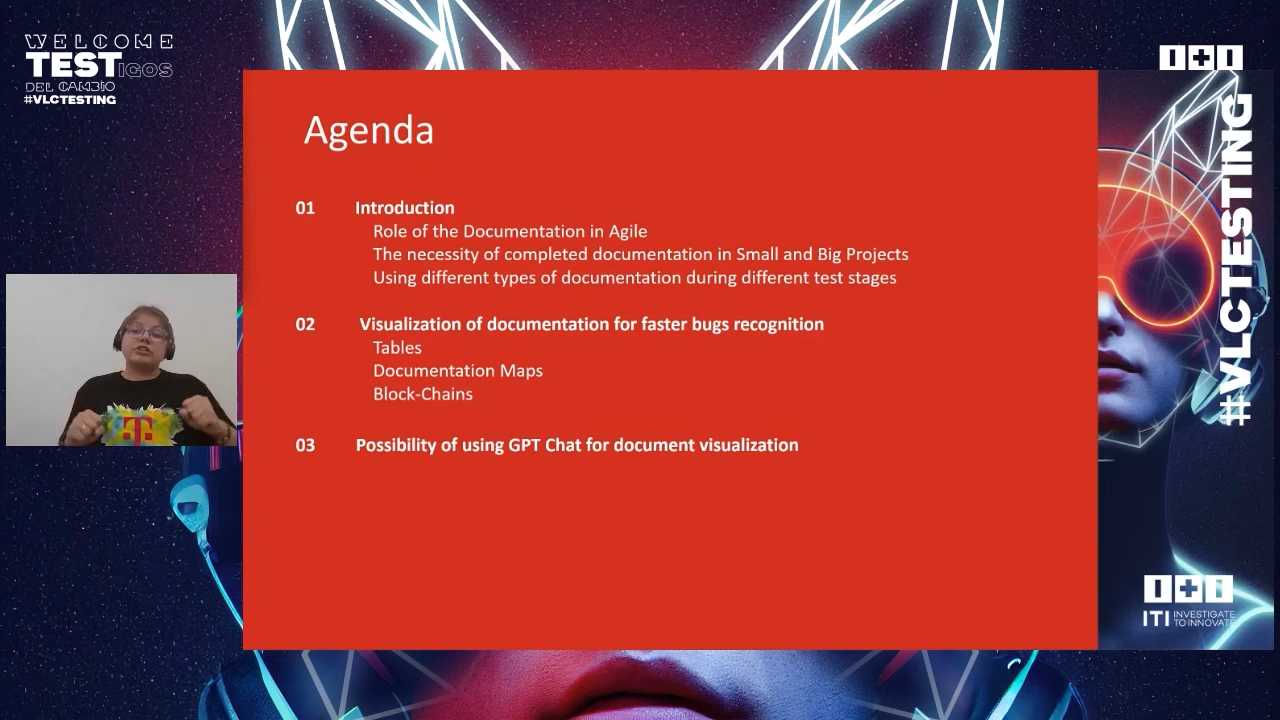 WELCOME
TESTIGOS
DEL CAMBIO
#VLCTESTING
Agenda
01 Introduction
Role of the Documentation in Agile
The necessity of completed documentation in Small and Big Projects
Using different types of documentation during different test stages
02 Visualization of documentation for faster bugs recognition
Tables
Documentation Maps
Block-Chains
03 Possibility of using GPT Chat for document visualization
T
I+I
#VLCTESTING
I+I
ITI INVESTIGATE
TO INNOVATE